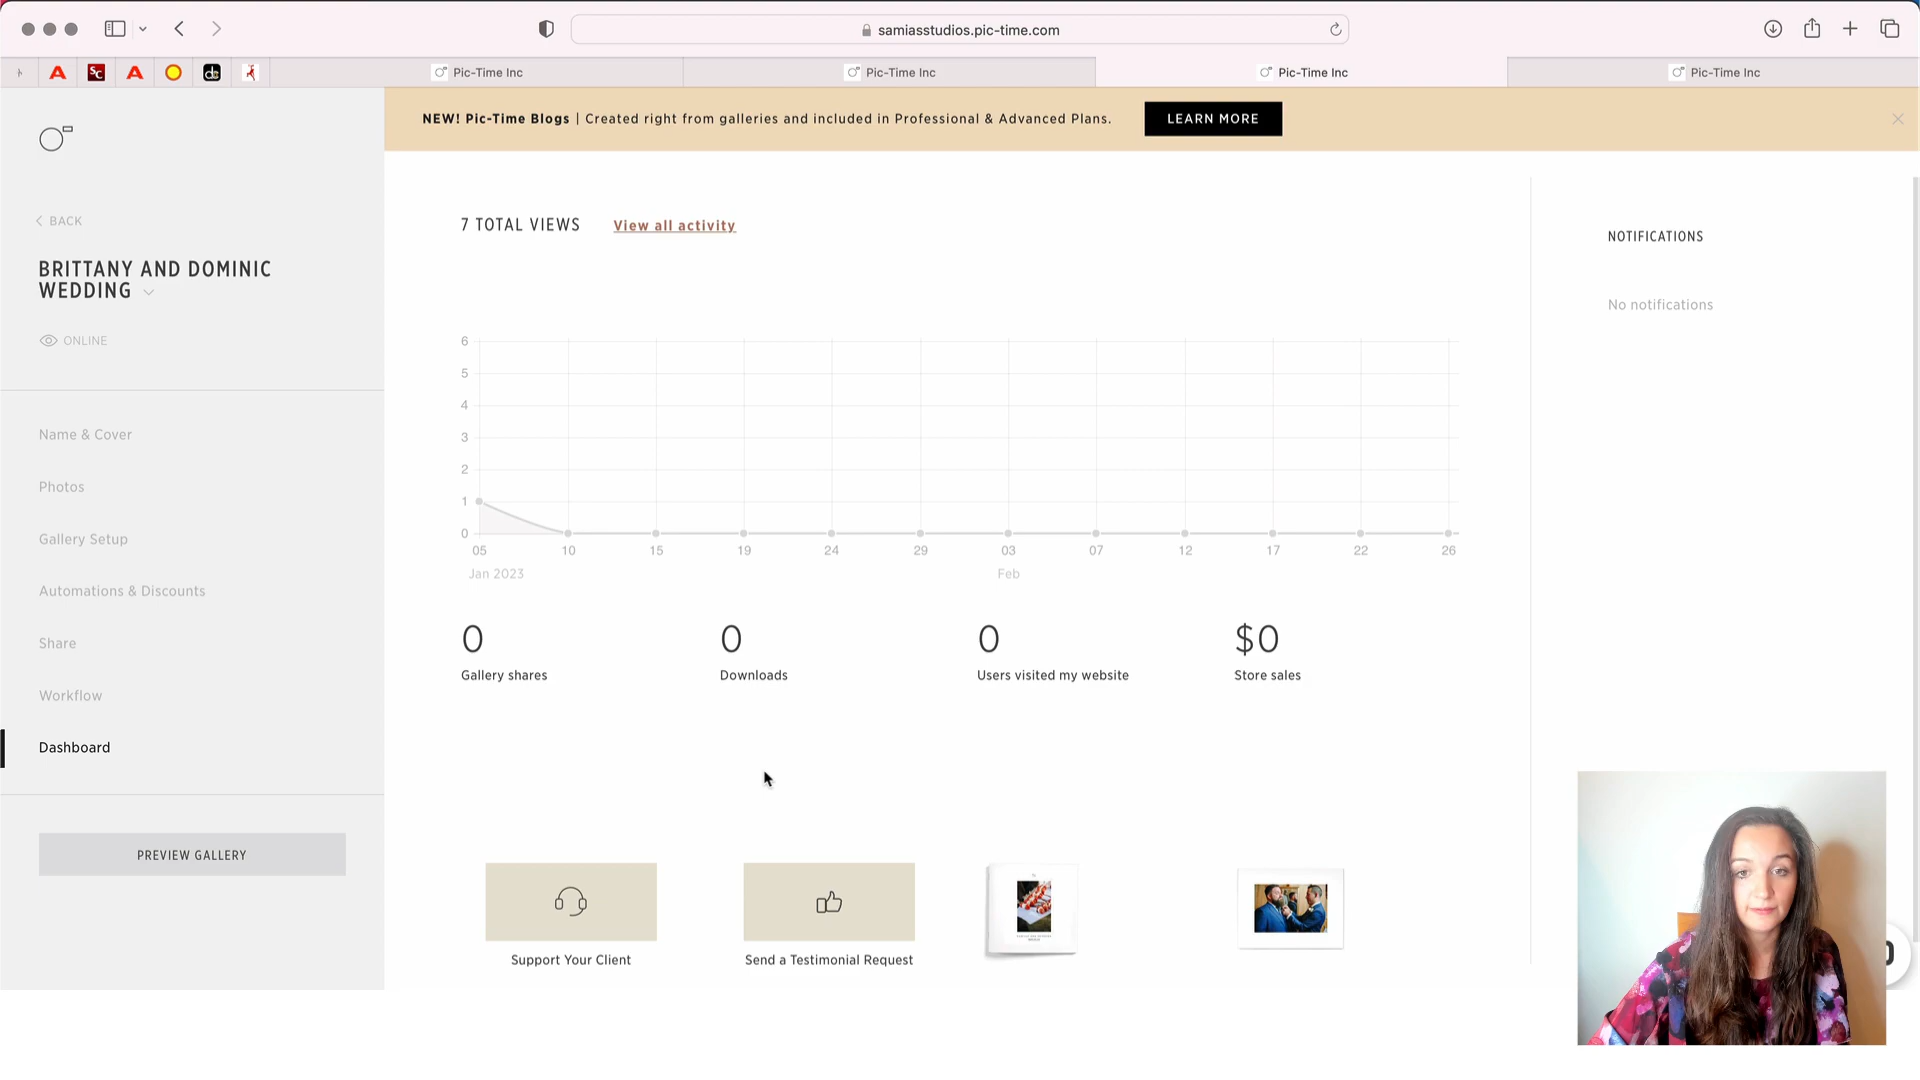 samiasstudios.pic-time.com
Pic-Time Inc
Pic-Time Inc
Pic-Time Inc
Pic-Time Inc
NEW! Pic-Time Blogs | Created right from galleries and included in Professional & Advanced Plans.
LEARN MORE
BACK
BRITTANY AND DOMINIC
WEDDING
ONLINE
Name & Cover
Photos
Gallery Setup
Automations & Discounts
Share
Workflow
Dashboard
PREVIEW GALLERY
7 TOTAL VIEWS
View all activity
6
5
4
3
2
1
0
05 10 15 19 24 29 03 07 12 17 22 26
Jan 2023 Feb
0
Gallery shares
0
Downloads
0
Users visited my website
$0
Store sales
Support Your Client
Send a Testimonial Request
NOTIFICATIONS
No notifications